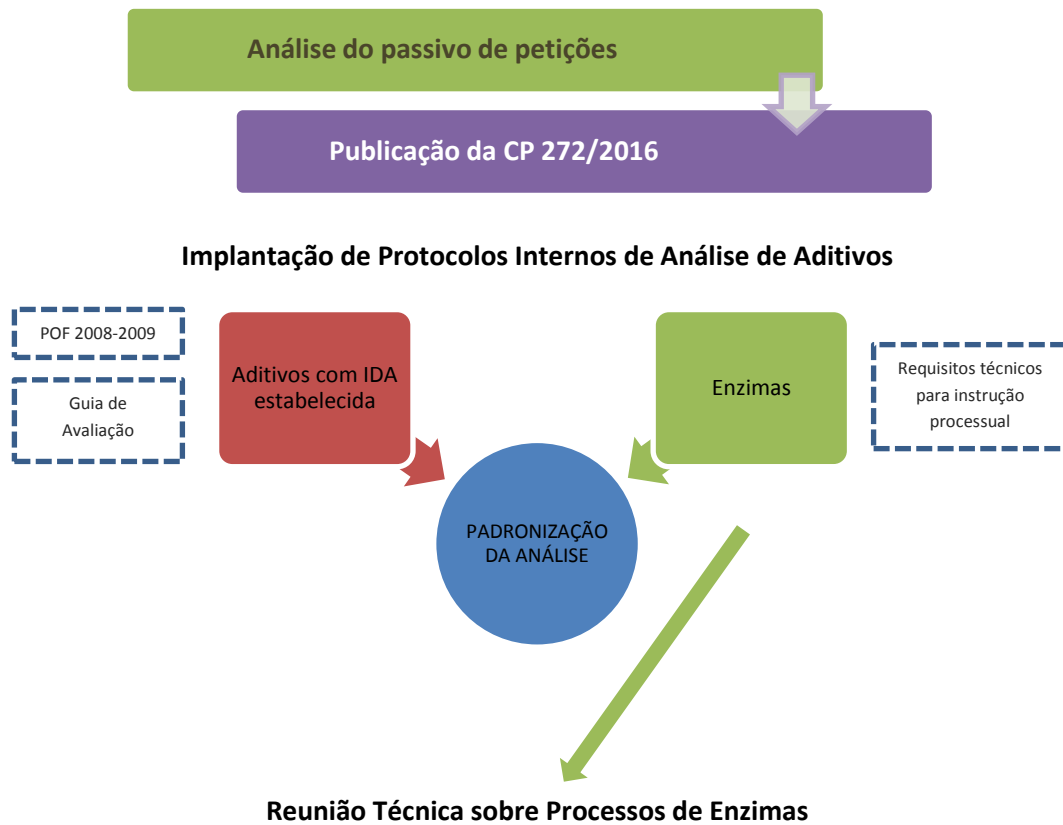 Análise do passivo de petições
Publicação da CP 272/2016
Implantação de Protocolos Internos de Análise de Aditivos
POF 2008-2009
Guia de
Avaliação
Aditivos com IDA
estabelecida
Enzimas
Requisitos técnicos
para instrução
processual
PADRONIZAÇÃO
DA ANÁLISE
Reunião Técnica sobre Processos de Enzimas